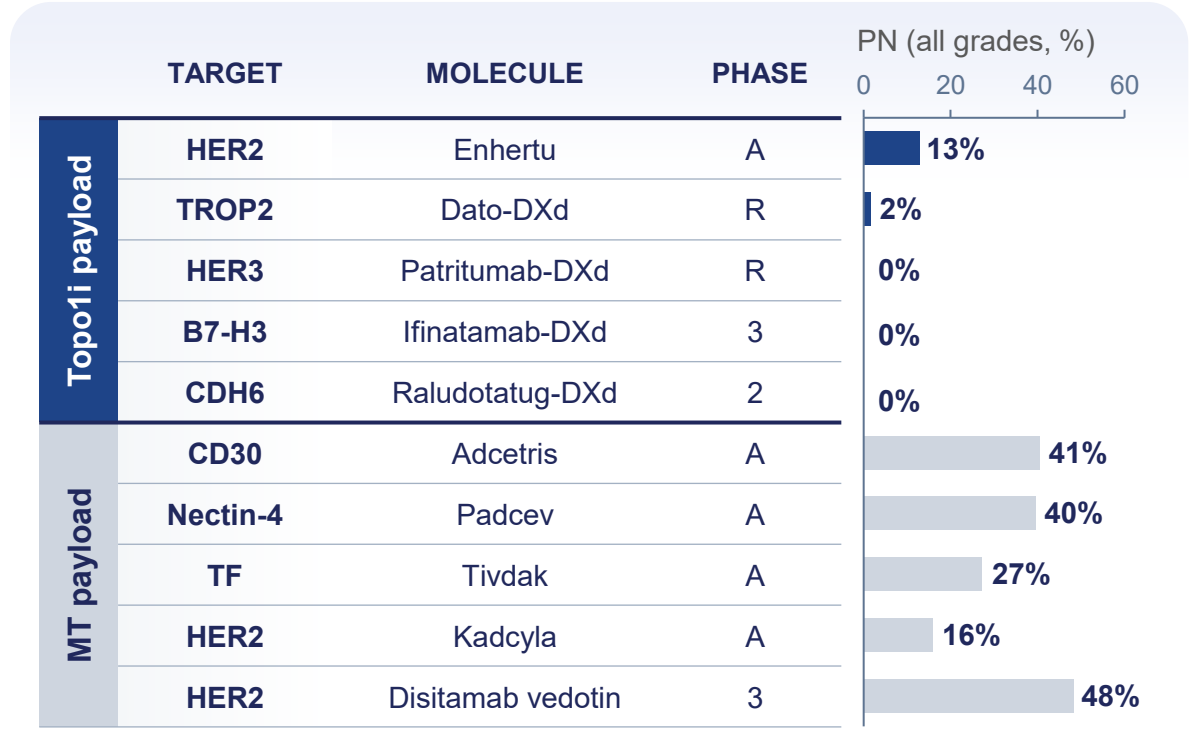 PN (all grades, %)
TARGET MOLECULE PHASE 0 20 40 60
Topo1i payload
HER2 Enhertu A 13%
TROP2 Dato-DXd R 2%
HER3 Patritumab-DXd R 0%
B7-H3 Ifinatamab-DXd 3 0%
CDH6 Raludotatug-DXd 2 0%
MT payload
CD30 Adcetris A 41%
Nectin-4 Padcev A 40%
TF Tivdak A 27%
HER2 Kadcyla A 16%
HER2 Disitamab vedotin 3 48%